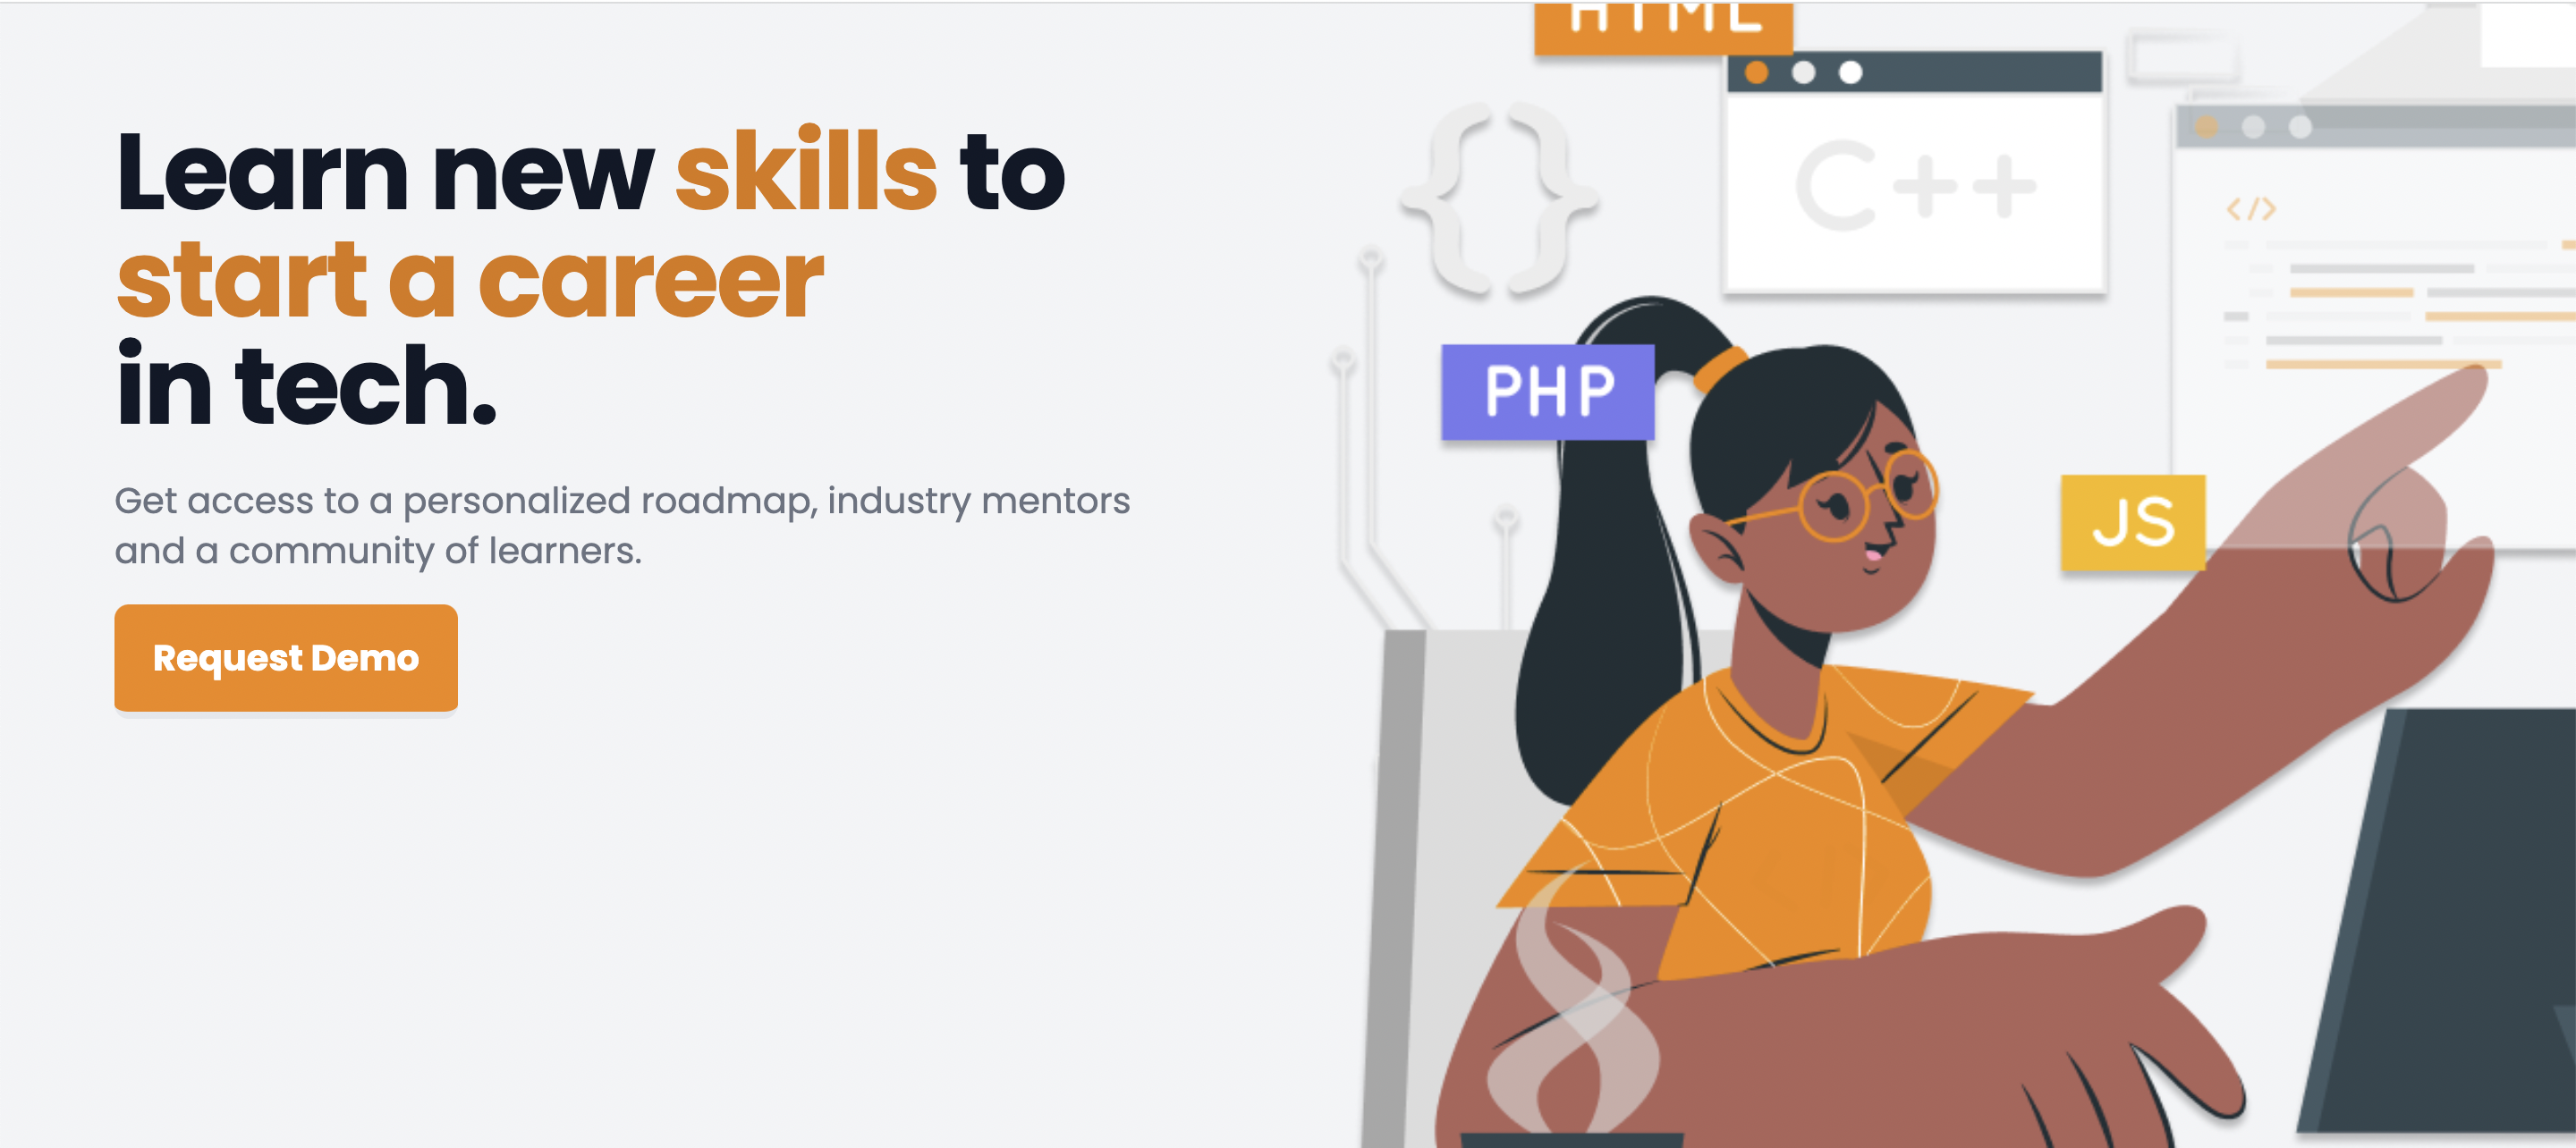 Learn new skills to
start a career
in tech.
Get access to a personalized roadmap, industry mentors
and a community of learners.
Request Demo
HTML
{}
C++
</>
PHP
JS